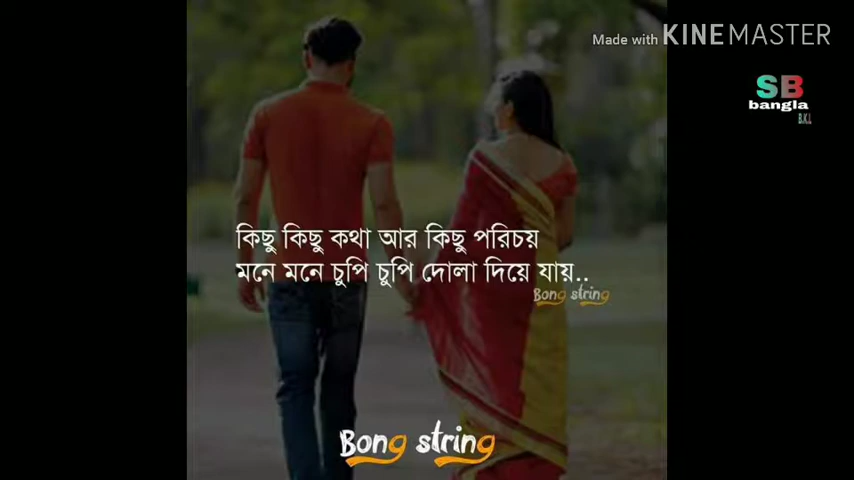 Made with KINEMASTER
SB
bangla
B.K.L
কিছু কিছু কথা আর কিছু পরিচয়
মনে মনে চুপি চুপি দোলা দিয়ে যায়..
Bong string
Bong string